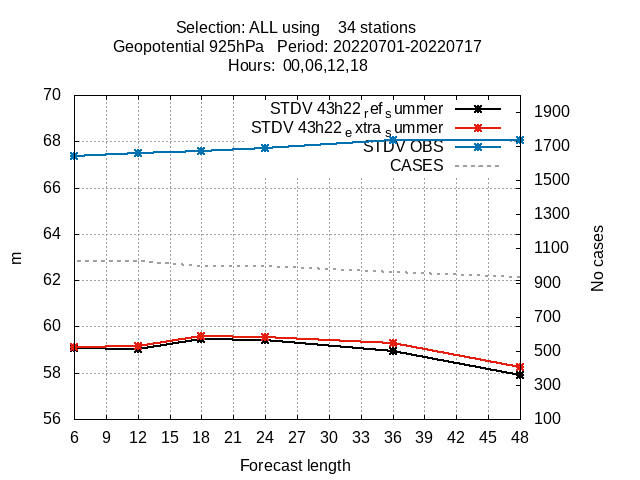 Selection: ALL using    34 stations
Geopotential 925hPa   Period: 20220701-20220717
Hours: 00,06,12,18
STDV 43h22ᵣef_summer
STDV 43h22ₑxtra_summer
STDV OBS
CASES
70
68
66
64
62
60
58
56
m
1900
1700
1500
1300
1100
900
700
500
300
100
No cases
6 9 12 15 18 21 24 27 30 33 36 39 42 45 48
Forecast length